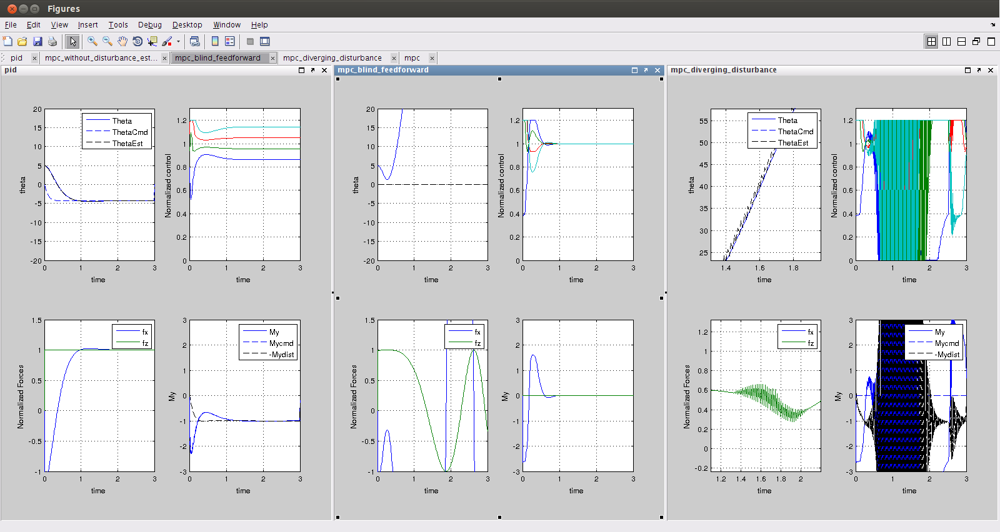 Figures
File Edit View Insert Tools Debug Desktop Window Help
pid mpc_without_disturbance_est... mpc_blind_feedforward mpc_diverging_disturbance mpc
pid
20
15
10
5
0
-5
-10
-15
-20
theta
Theta
ThetaCmd
ThetaEst
0 1 2 3
time
1.2
1
0.8
0.6
0.4
0.2
0
Normalized control
0 1 2 3
time
1.5
1
0.5
0
-0.5
-1
Normalized Forces
fx
fz
0 1 2 3
time
3
2
1
0
-1
-2
-3
My
My
Mycmd
-Mydist
0 1 2 3
time
mpc_blind_feedforward
20
15
10
5
0
-5
-10
-15
-20
theta
0 1 2 3
time
1.2
1
0.8
0.6
0.4
0.2
0
Normalized control
0 1 2 3
time
1.5
1
0.5
0
-0.5
-1
Normalized Forces
fx
fz
0 1 2 3
time
3
2
1
0
-1
-2
-3
My
0 1 2 3
time
mpc_diverging_disturbance
55
50
45
40
35
30
25
theta
Theta
ThetaCmd
ThetaEst
1.4 1.6 1.8
time
1.2
1
0.8
0.6
0.4
0.2
0
Normalized control
0 1 2 3
time
1.2
1
0.8
0.6
0.4
0.2
0
-0.2
Normalized Forces
fx
fz
1.2 1.4 1.6 1.8 2 2.2
time
3
2
1
0
-1
-2
-3
My
My
Mycmd
-Mydist
0 1 2 3
time